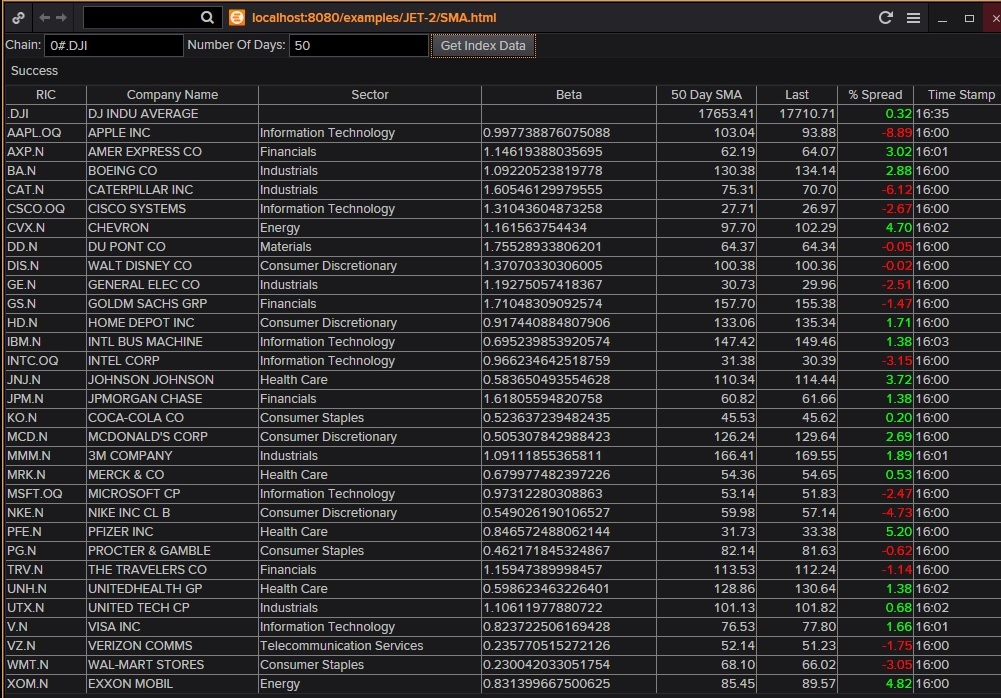 localhost:8080/examples/JET-2/SMA.html
Chain: 0#.DJI Number Of Days: 50 Get Index Data
Success
RIC Company Name Sector Beta 50 Day SMA Last % Spread Time Stamp
.DJI DJ INDU AVERAGE 17653.41 17710.71 0.32 16:35
AAPL.OQ APPLE INC Information Technology 0.997738876075088 103.04 93.88 -8.89 16:00
AXP.N AMER EXPRESS CO Financials 1.14619388035695 62.19 64.07 3.02 16:01
BA.N BOEING CO Industrials 1.09220523819778 130.38 134.14 2.88 16:00
CAT.N CATERPILLAR INC Industrials 1.60546129979555 75.31 70.70 -6.12 16:00
CSCO.OQ CISCO SYSTEMS Information Technology 1.31043604873258 27.71 26.97 -2.67 16:00
CVX.N CHEVRON Energy 1.161563754434 97.70 102.29 4.70 16:02
DD.N DU PONT CO Materials 1.75528933806201 64.37 64.34 -0.05 16:00
DIS.N WALT DISNEY CO Consumer Discretionary 1.37070330306005 100.38 100.36 -0.02 16:00
GE.N GENERAL ELEC CO Industrials 1.19275057418367 30.73 29.96 -2.51 16:00
GS.N GOLDM SACHS GRP Financials 1.71048309092574 157.70 155.38 -1.47 16:00
HD.N HOME DEPOT INC Consumer Discretionary 0.917440884807906 133.06 135.34 1.71 16:00
IBM.N INTL BUS MACHINE Information Technology 0.695239853920574 147.42 149.46 1.38 16:03
INTC.OQ INTEL CORP Information Technology 0.966234642518759 31.38 30.39 -3.15 16:00
JNJ.N JOHNSON JOHNSON Health Care 0.583650493554628 110.34 114.44 3.72 16:00
JPM.N JPMORGAN CHASE Financials 1.61805594820758 60.82 61.66 1.38 16:00
KO.N COCA-COLA CO Consumer Staples 0.523637239482435 45.53 45.62 0.20 16:00
MCD.N MCDONALD'S CORP Consumer Discretionary 0.505307842988423 126.24 129.64 2.69 16:00
MMM.N 3M COMPANY Industrials 1.09111855365811 166.41 169.55 1.89 16:01
MRK.N MERCK & CO Health Care 0.679977482397226 54.36 54.65 0.53 16:00
MSFT.OQ MICROSOFT CP Information Technology 0.97312280308863 53.14 51.83 -2.47 16:00
NKE.N NIKE INC CL B Consumer Discretionary 0.549026190106527 59.98 57.14 -4.73 16:00
PFE.N PFIZER INC Health Care 0.846572488062144 31.73 33.38 5.20 16:00
PG.N PROCTER & GAMBLE Consumer Staples 0.462171845324867 82.14 81.63 -0.62 16:00
TRV.N THE TRAVELERS CO Financials 1.15947389998457 113.53 112.24 -1.14 16:00
UNH.N UNITEDHEALTH GP Health Care 0.598623463226401 128.86 130.64 1.38 16:02
UTX.N UNITED TECH CP Industrials 1.10611977880722 101.13 101.82 0.68 16:02
V.N VISA INC Information Technology 0.823722506169428 76.53 77.80 1.66 16:01
VZ.N VERIZON COMMS Telecommunication Services 0.235770515272126 52.14 51.23 -1.75 16:00
WMT.N WAL-MART STORES Consumer Staples 0.230042033051754 68.10 66.02 -3.05 16:00
XOM.N EXXON MOBIL Energy 0.831399667500625 85.45 89.57 4.82 16:00